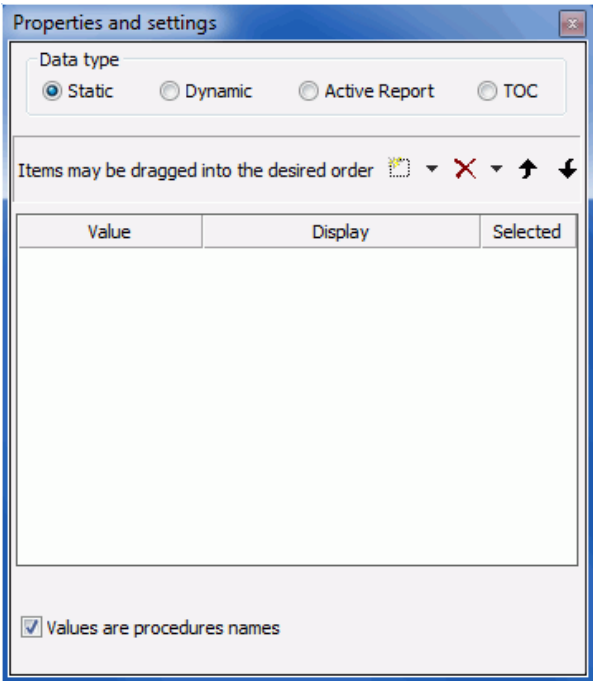 Properties and settings
Data type
Static Dynamic Active Report TOC
Items may be dragged into the desired order
Value Display Selected
Values are procedures names